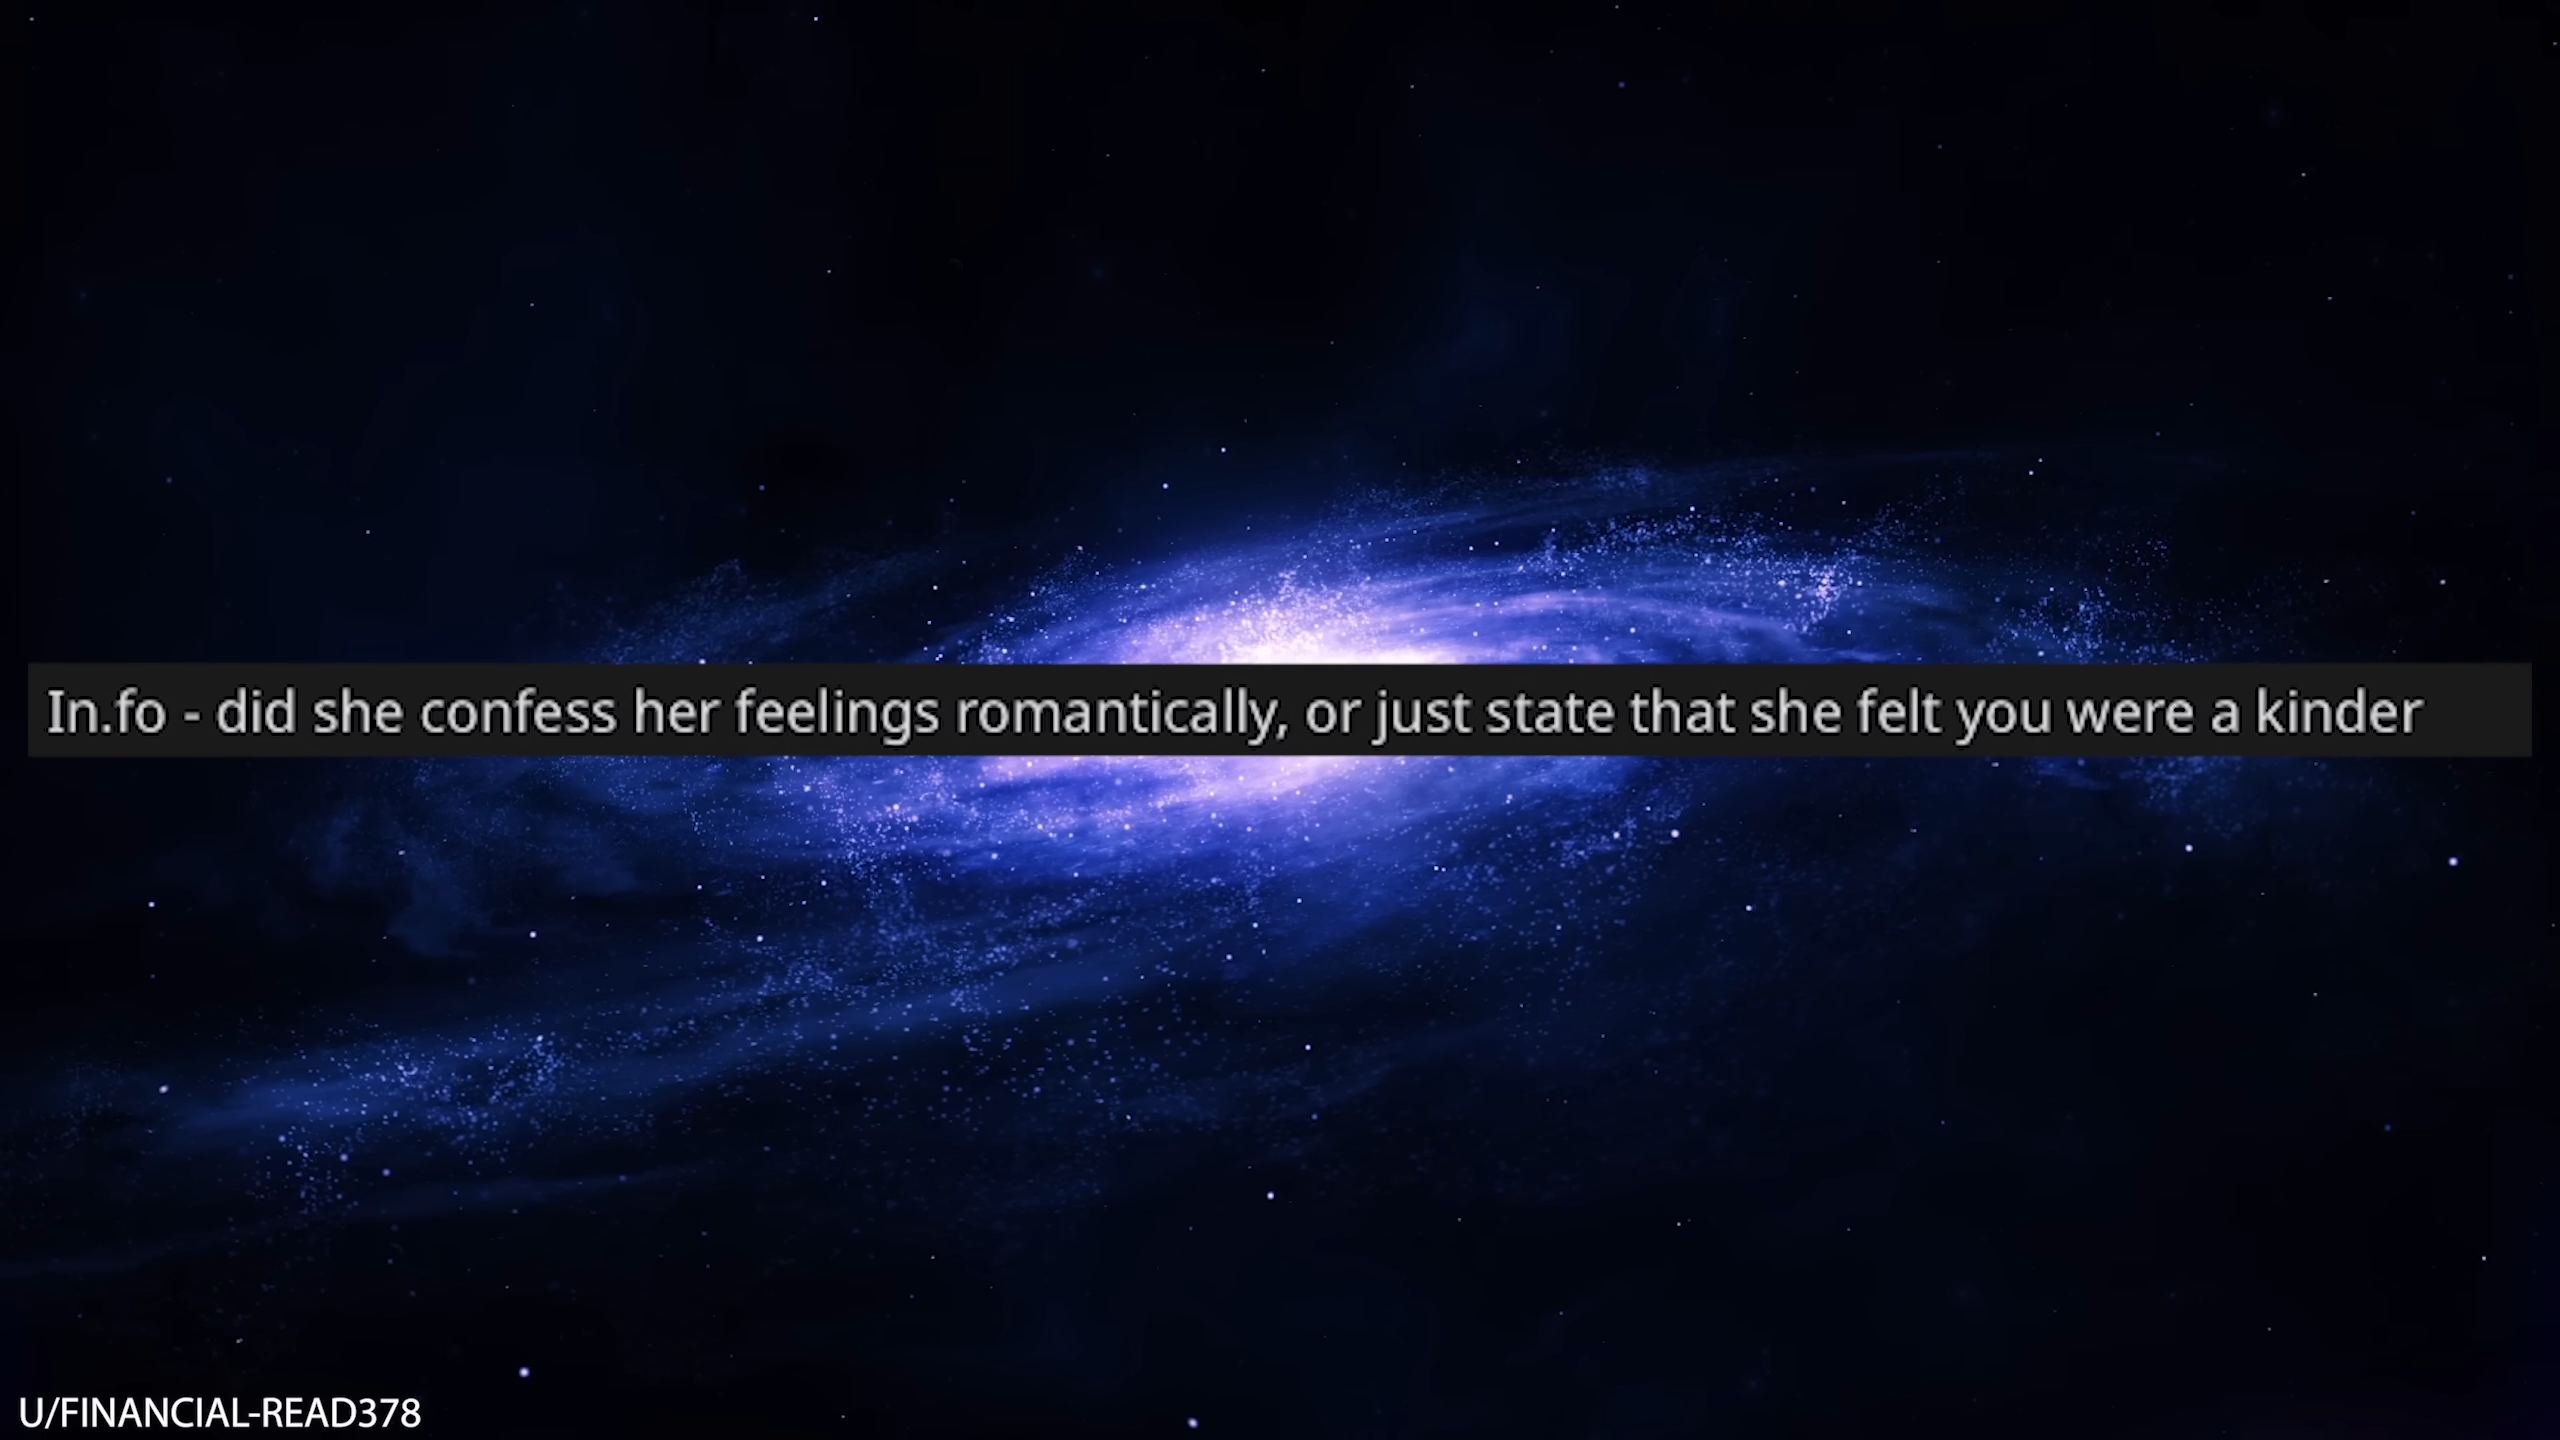 In.fo - did she confess her feelings romantically, or just state that she felt you were a kinder
U/FINANCIAL-READ378